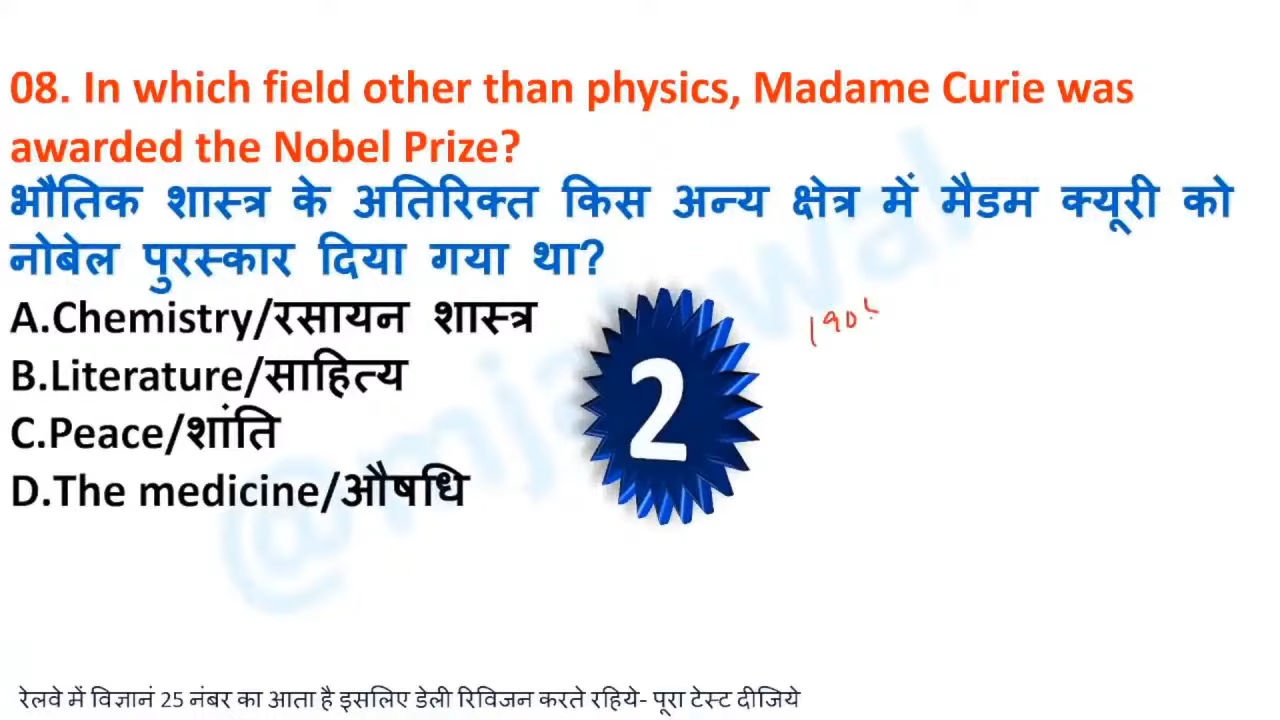 08. In which field other than physics, Madame Curie was
awarded the Nobel Prize?
भौतिक शास्त्र के अतिरिक्त किस अन्य क्षेत्र में मैडम क्यूरी को
नोबेल पुरस्कार दिया गया था?
A.Chemistry/रसायन शास्त्र
B.Literature/साहित्य
C.Peace/शांति
D.The medicine/औषधि
2
रेलवे में विज्ञानं 25 नंबर का आता है इसलिए डेली रिविजन करते रहिये- पूरा टेस्ट दीजिये